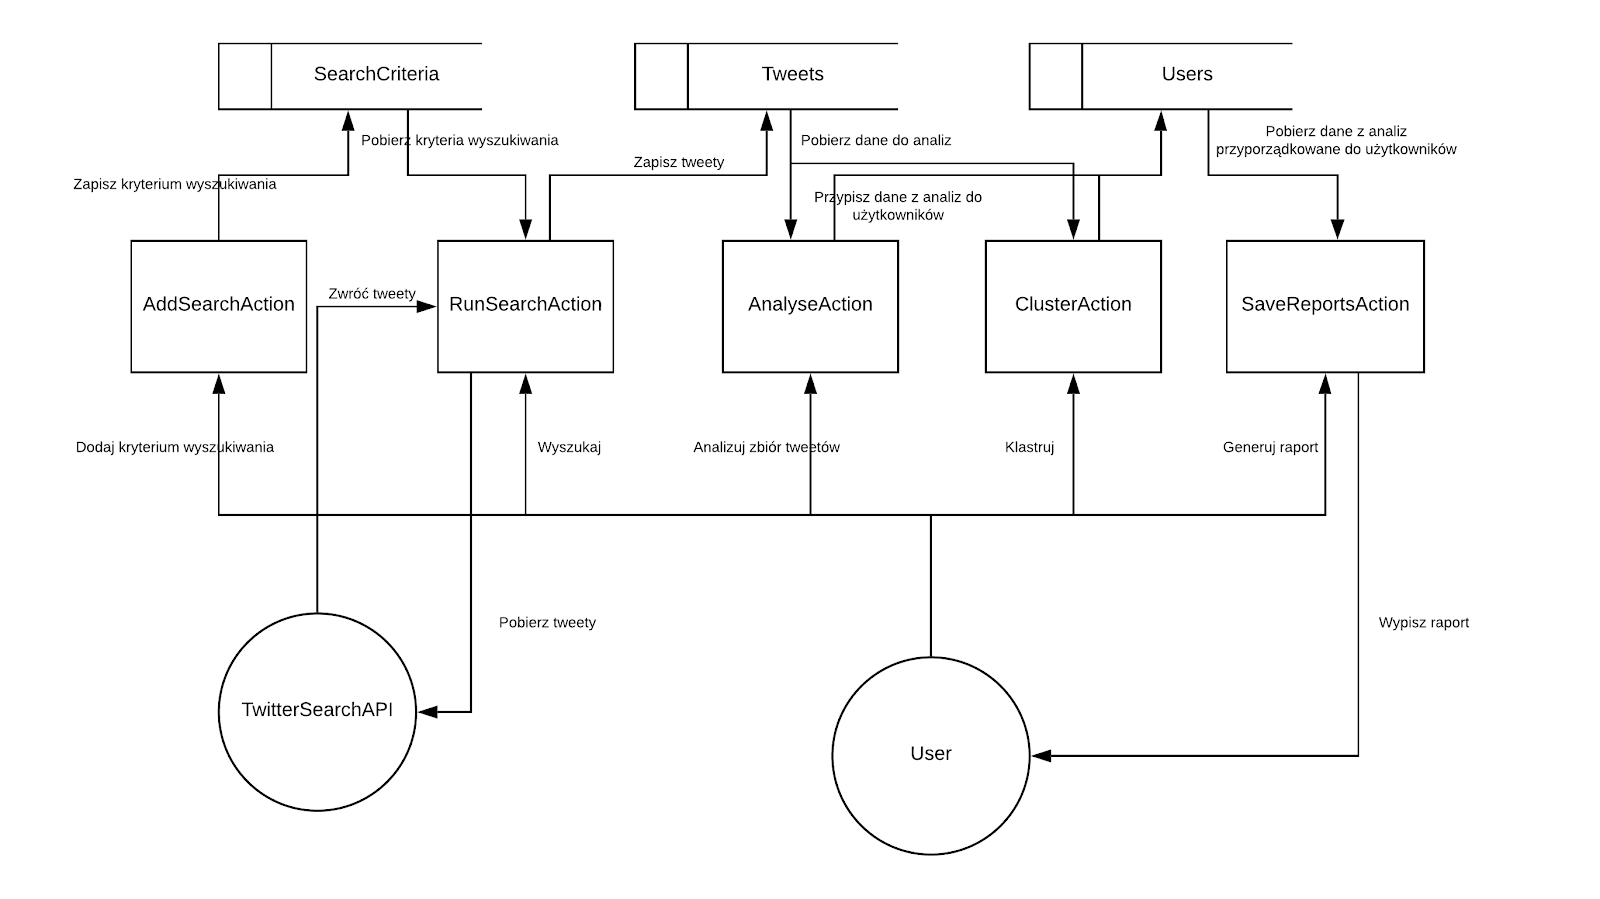 SearchCriteria
Tweets
Users
Pobierz kryteria wyszukiwania
Pobierz dane do analiz
Pobierz dane z analiz
przyporządkowane do użytkowników
Zapisz tweety
Zapisz kryterium wyszukiwania
Przypisz dane z analiz do
użytkowników
Zwróć tweety
AddSearchAction
RunSearchAction
AnalyseAction
ClusterAction
SaveReportsAction
Dodaj kryterium wyszukiwania
Wyszukaj
Analizuj zbiór tweetów
Klastruj
Generuj raport
Pobierz tweety
Wypisz raport
TwitterSearchAPI
User